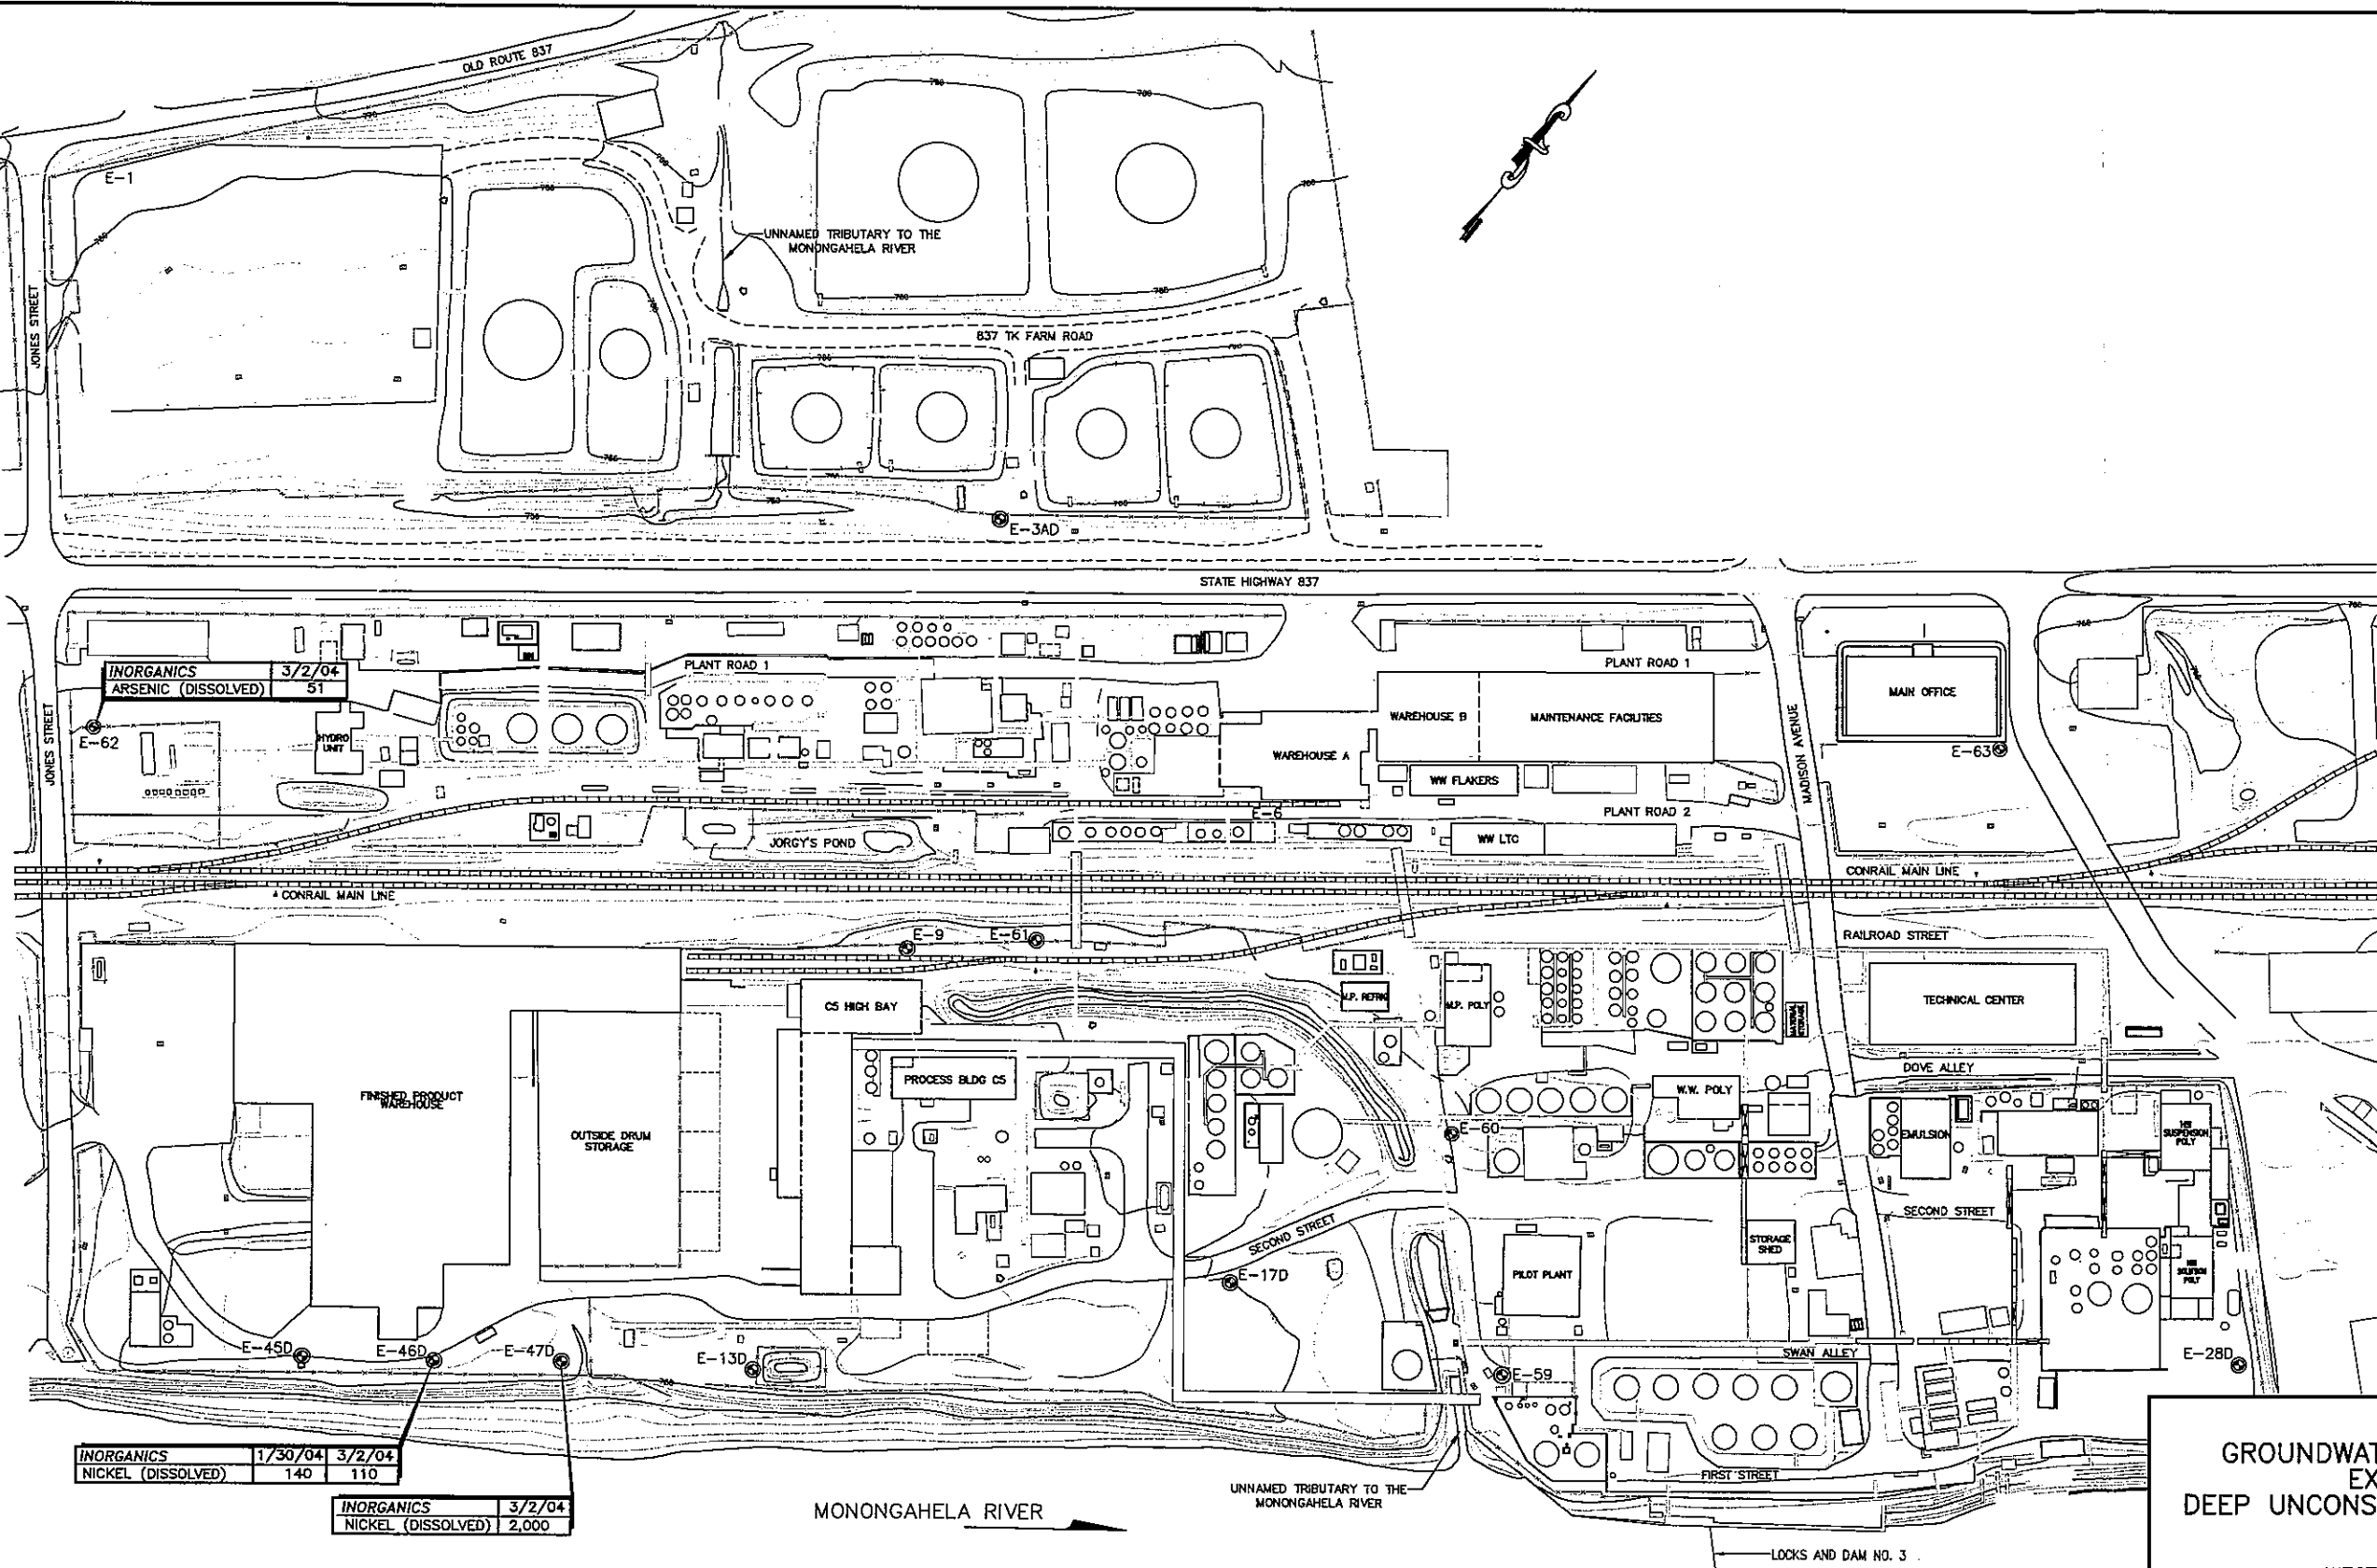 OLD ROUTE 837
E-1
JONES STREET
UNNAMED TRIBUTARY TO THE
MONONGAHELA RIVER
837 TK FARM ROAD
E-3AD
STATE HIGHWAY 837
INORGANICS 3/2/04
ARSENIC (DISSOLVED) 51
E-62
JONES STREET
HYDRO
UNIT
PLANT ROAD 1
PLANT ROAD 1
WAREHOUSE A
WAREHOUSE B
MAINTENANCE FACILITIES
WW FLAKERS
MADISON AVENUE
MAIN OFFICE
E-63
E-6
PLANT ROAD 2
JORGY'S POND
WW LTC
CONRAIL MAIN LINE
CONRAIL MAIN LINE
E-9
E-61
RAILROAD STREET
C5 HIGH BAY
M.P. REFRIG
M.P. POLY
MATERIAL
STORAGE
TECHNICAL CENTER
DOVE ALLEY
FINISHED PRODUCT
WAREHOUSE
OUTSIDE DRUM
STORAGE
PROCESS BLDG C5
W.W. POLY
E-60
EMULSION
SUSPENSION
POLY
SECOND STREET
SECOND STREET
STORAGE
SHED
PILOT PLANT
E-17D
POLY
E-45D
E-46D
E-47D
E-13D
E-59
SWAN ALLEY
E-28D
INORGANICS 1/30/04 3/2/04
NICKEL (DISSOLVED) 140 110
INORGANICS 3/2/04
NICKEL (DISSOLVED) 2,000
MONONGAHELA RIVER
UNNAMED TRIBUTARY TO THE
MONONGAHELA RIVER
FIRST STREET
LOCKS AND DAM NO. 3
GROUNDWAT
EX
DEEP UNCONS